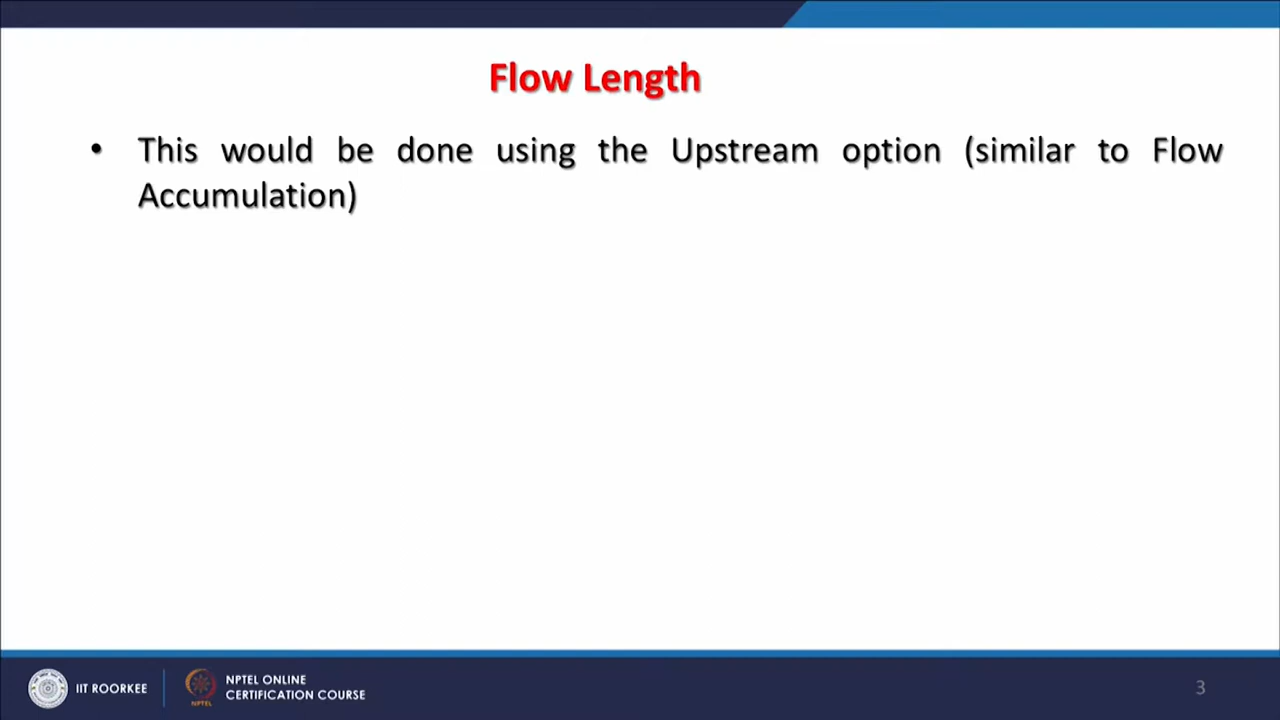 Flow Length
• This would be done using the Upstream option (similar to Flow
Accumulation)
IIT ROORKEE
NPTEL
NPTEL ONLINE
CERTIFICATION COURSE
3